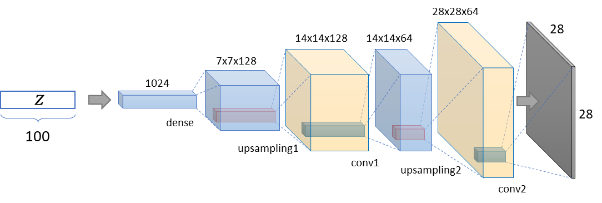 Z
100
1024
dense
7x7x128
upsampling1
14x14x128
conv1
14x14x64
upsampling2
28x28x64
conv2
28
28